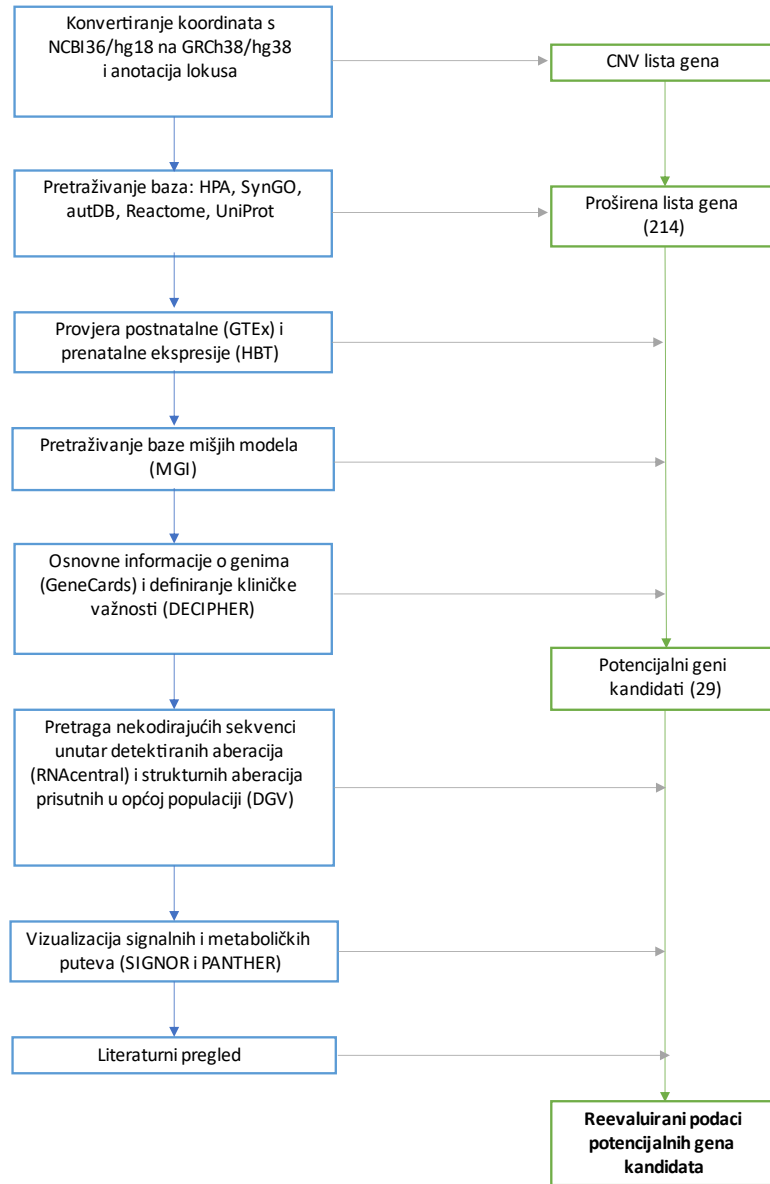 Konvertiranje koordinata s
NCBI36/hg18 na GRCh38/hg38
i anotacija lokusa
CNV lista gena
Pretraživanje baza: HPA, SynGO,
autDB, Reactome, UniProt
Proširena lista gena
(214)
Provjera postnatalne (GTEx) i
prenatalne ekspresije (HBT)
Pretraživanje baze mišjih modela
(MGI)
Osnovne informacije o genima
(GeneCards) i definiranje kliničke
važnosti (DECIPHER)
Potencijalni geni
kandidati (29)
Pretraga nekodirajućih sekvenci
unutar detektiranih aberacija
(RNAcentral) i strukturnih aberacija
prisutnih u općoj populaciji (DGV)
Vizualizacija signalnih i metaboličkih
puteva (SIGNOR i PANTHER)
Literaturni pregled
Reevaluirani podaci
potencijalnih gena
kandidata